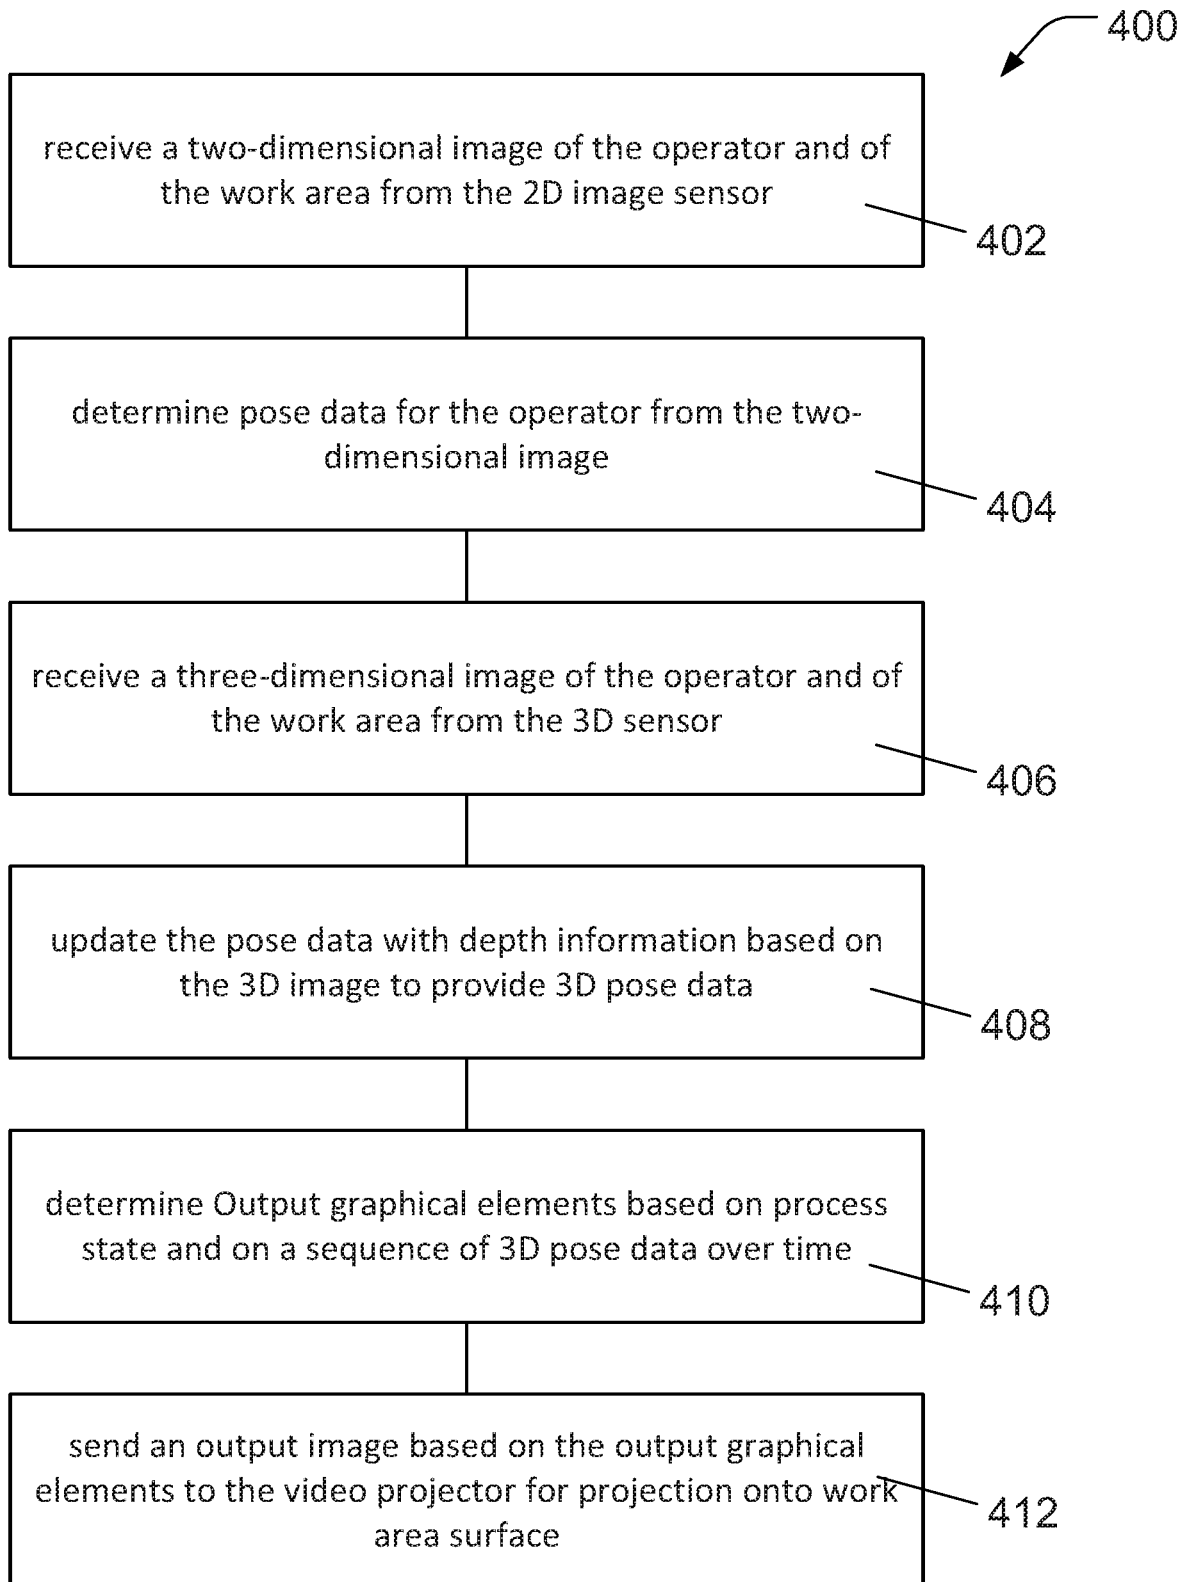 400
receive a two-dimensional image of the operator and of
the work area from the 2D image sensor
402
determine pose data for the operator from the two-
dimensional image
404
receive a three-dimensional image of the operator and of
the work area from the 3D sensor
406
update the pose data with depth information based on
the 3D image to provide 3D pose data
408
determine Output graphical elements based on process
state and on a sequence of 3D pose data over time
410
send an output image based on the output graphical
elements to the video projector for projection onto work
area surface
412